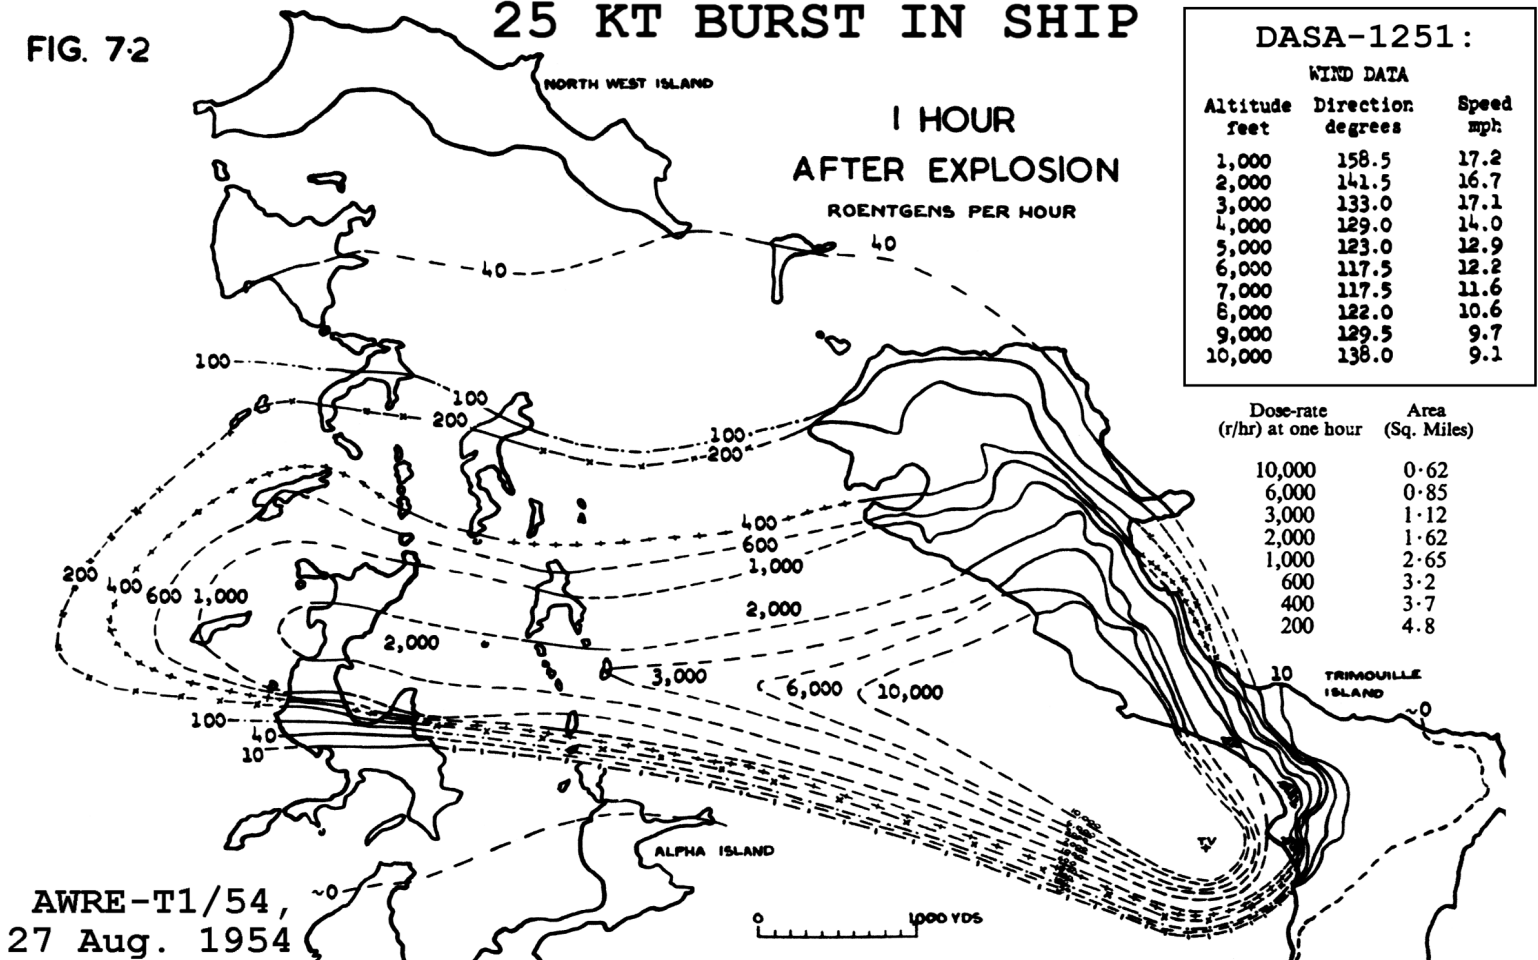 25 KT BURST IN SHIP
FIG. 7·2
NORTH WEST ISLAND
1 HOUR
AFTER EXPLOSION
ROENTGENS PER HOUR
DASA-1251:
WIND DATA
Altitude Direction Speed
feet degrees mph
1,000 158.5 17.2
2,000 141.5 16.7
3,000 133.0 17.1
4,000 129.0 14.0
5,000 123.0 12.9
6,000 117.5 12.2
7,000 117.5 11.6
8,000 122.0 10.6
9,000 129.5 9.7
10,000 138.0 9.1
Dose-rate Area
(r/hr) at one hour (Sq. Miles)
10,000 0·62
6,000 0·85
3,000 1·12
2,000 1·62
1,000 2·65
600 3·2
400 3·7
200 4·8
40
40
100
100
200
100
200
400
600
1,000
200 400 600 1,000
2,000
2,000
3,000
6,000
10,000
10
TRIMOUILLE
ISLAND
~0
100
40
10
10,000
TV
ALPHA ISLAND
~0
0 1000 YDS
AWRE-T1/54,
27 Aug. 1954